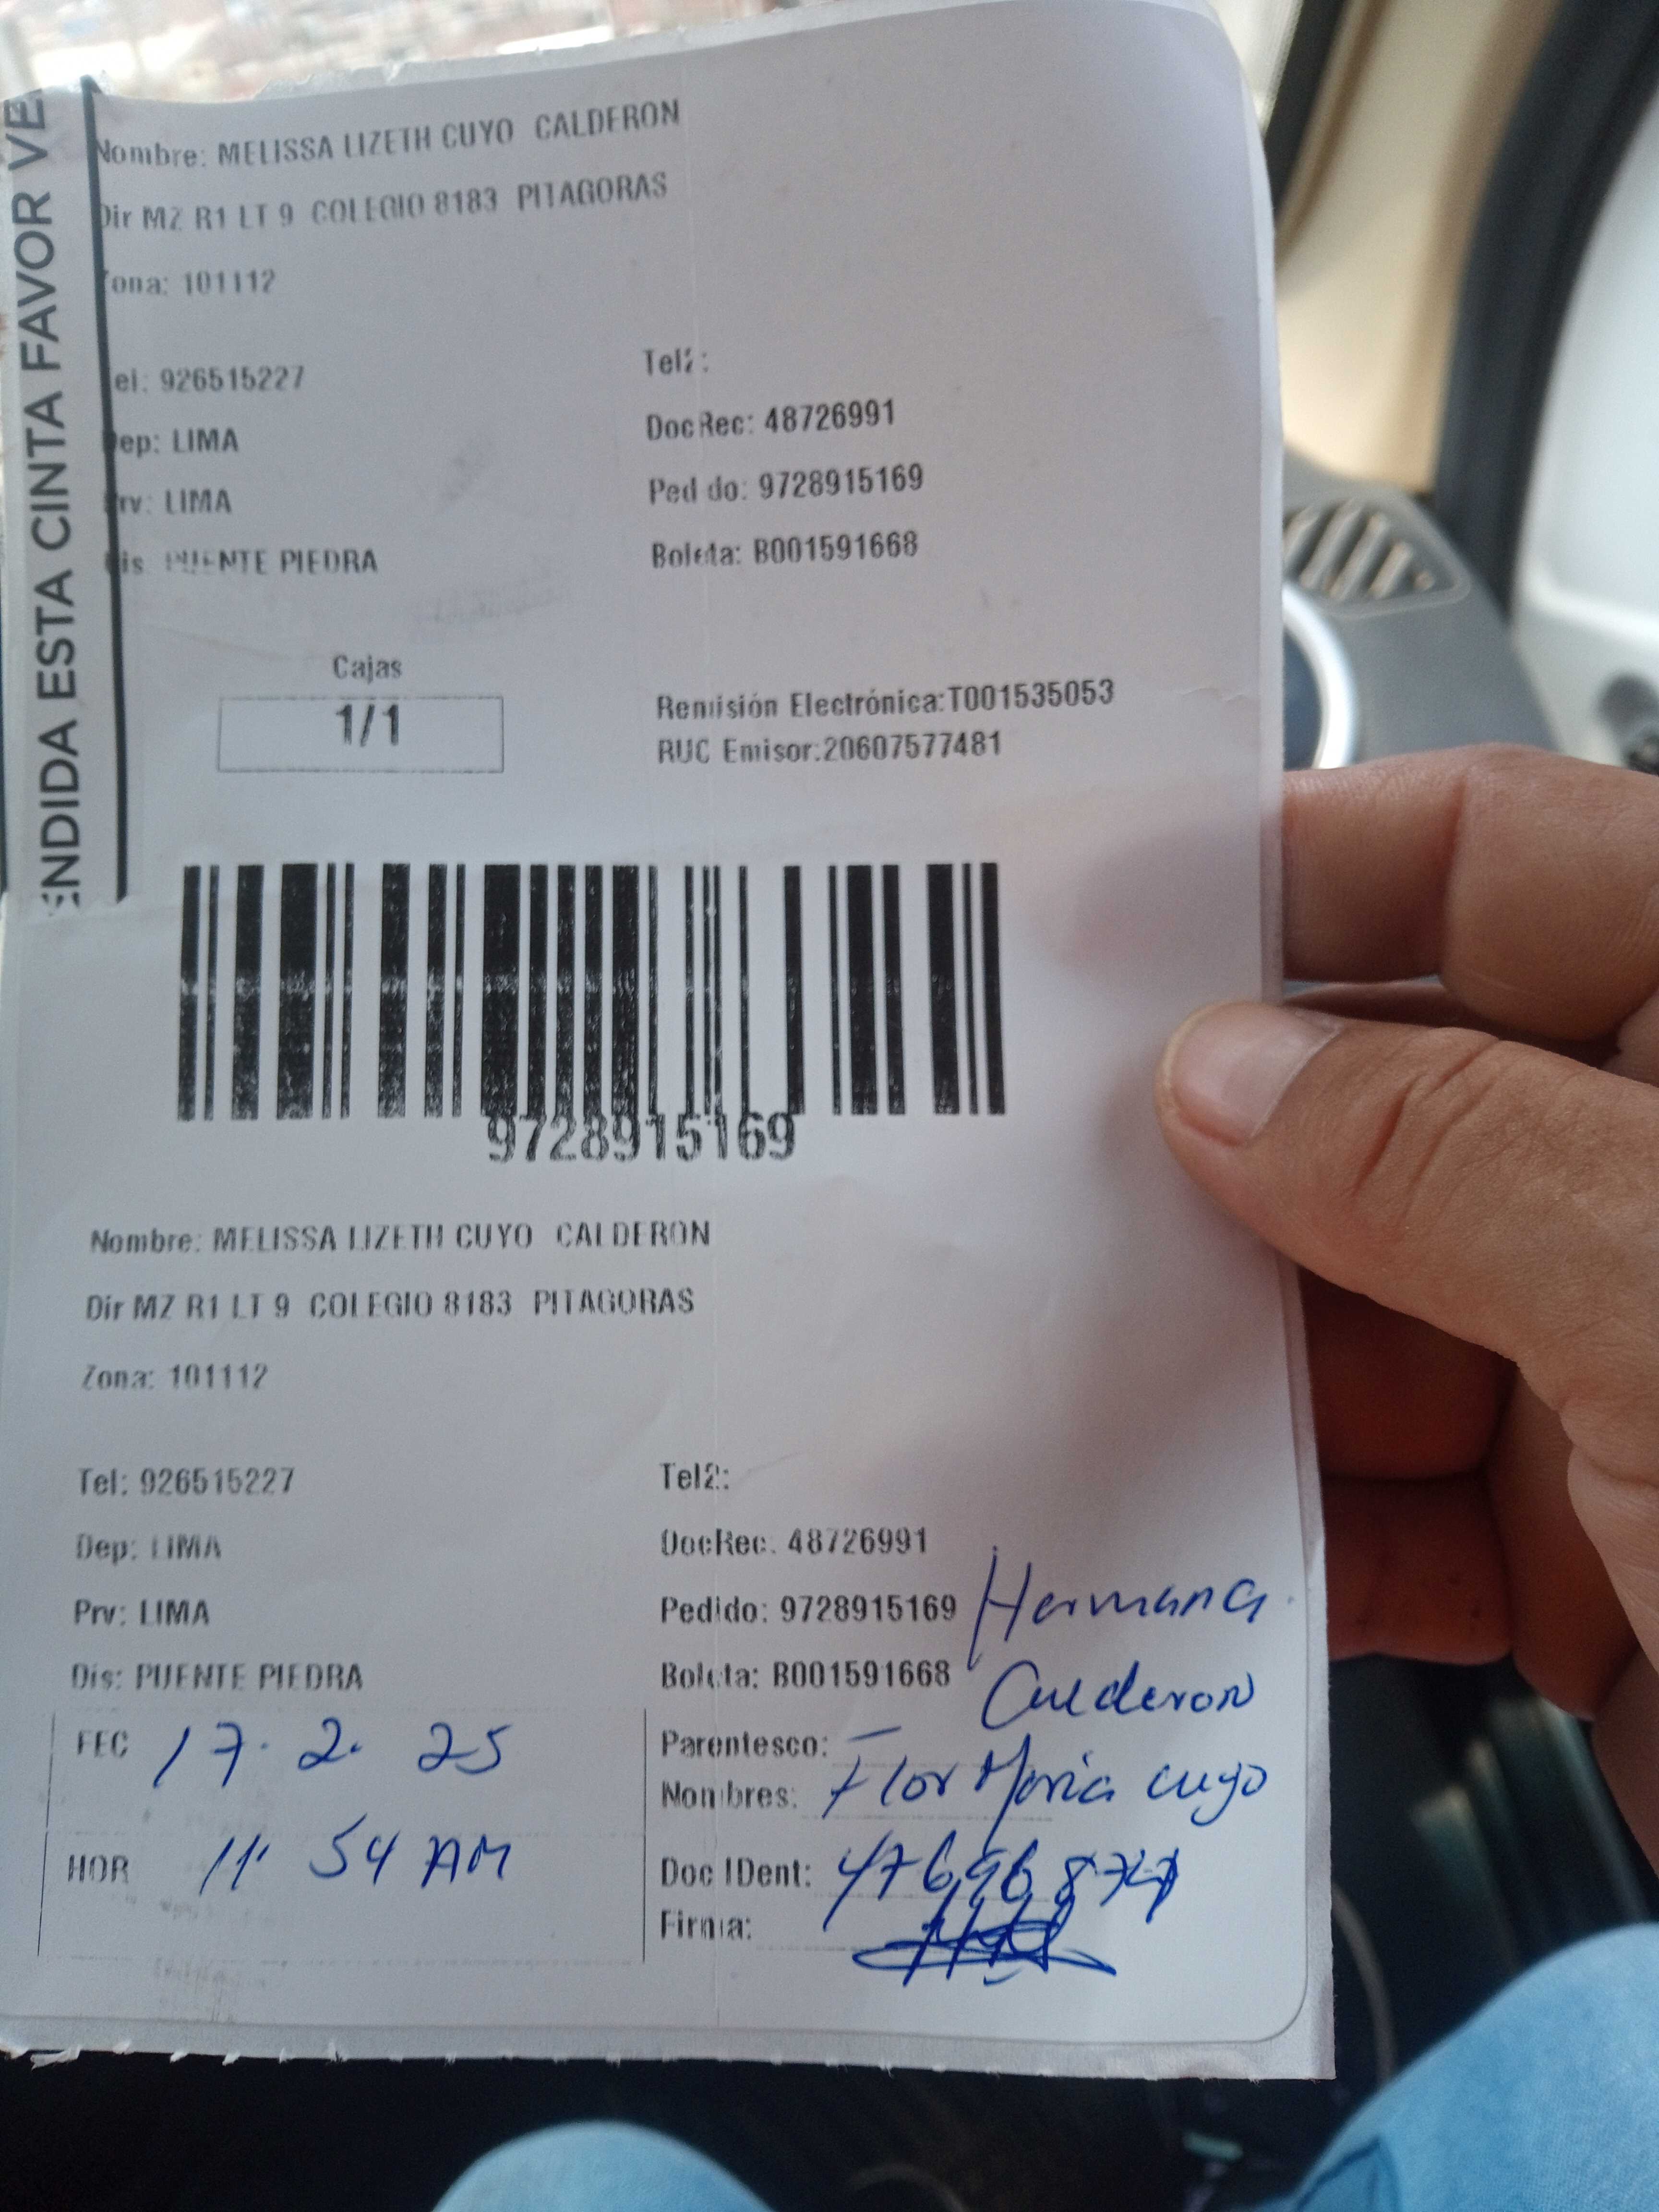 ENDIDA ESTA CINTA FAVOR VE
Nombre: MELISSA LIZETH CUYO CALDERON
Dir MZ R1 LT 9 COLEGIO 8183 PITAGORAS
Zona: 101112
Tel: 926515227
Tel2:
Dep: LIMA
DocRec: 48726991
Prv: LIMA
Pedido: 9728915169
Dis: PUENTE PIEDRA
Boleta: B001591668
Cajas
1/1
Remisión Electrónica:T001535053
RUC Emisor:20607577481
9728915169
Nombre: MELISSA LIZETH CUYO CALDERON
Dir MZ R1 LT 9 COLEGIO 8183 PITAGORAS
Zona: 101112
Tel: 926515227
Tel2:
Dep: LIMA
DocRec: 48726991
Prv: LIMA
Pedido: 9728915169 Hermana
Dis: PUENTE PIEDRA
Boleta: B001591668 Calderon
FEC 17. 2. 25
Parentesco: –
Nombres: Flor Maria cuyo
HOR 11' 54 AM
Doc IDent:
Firma: